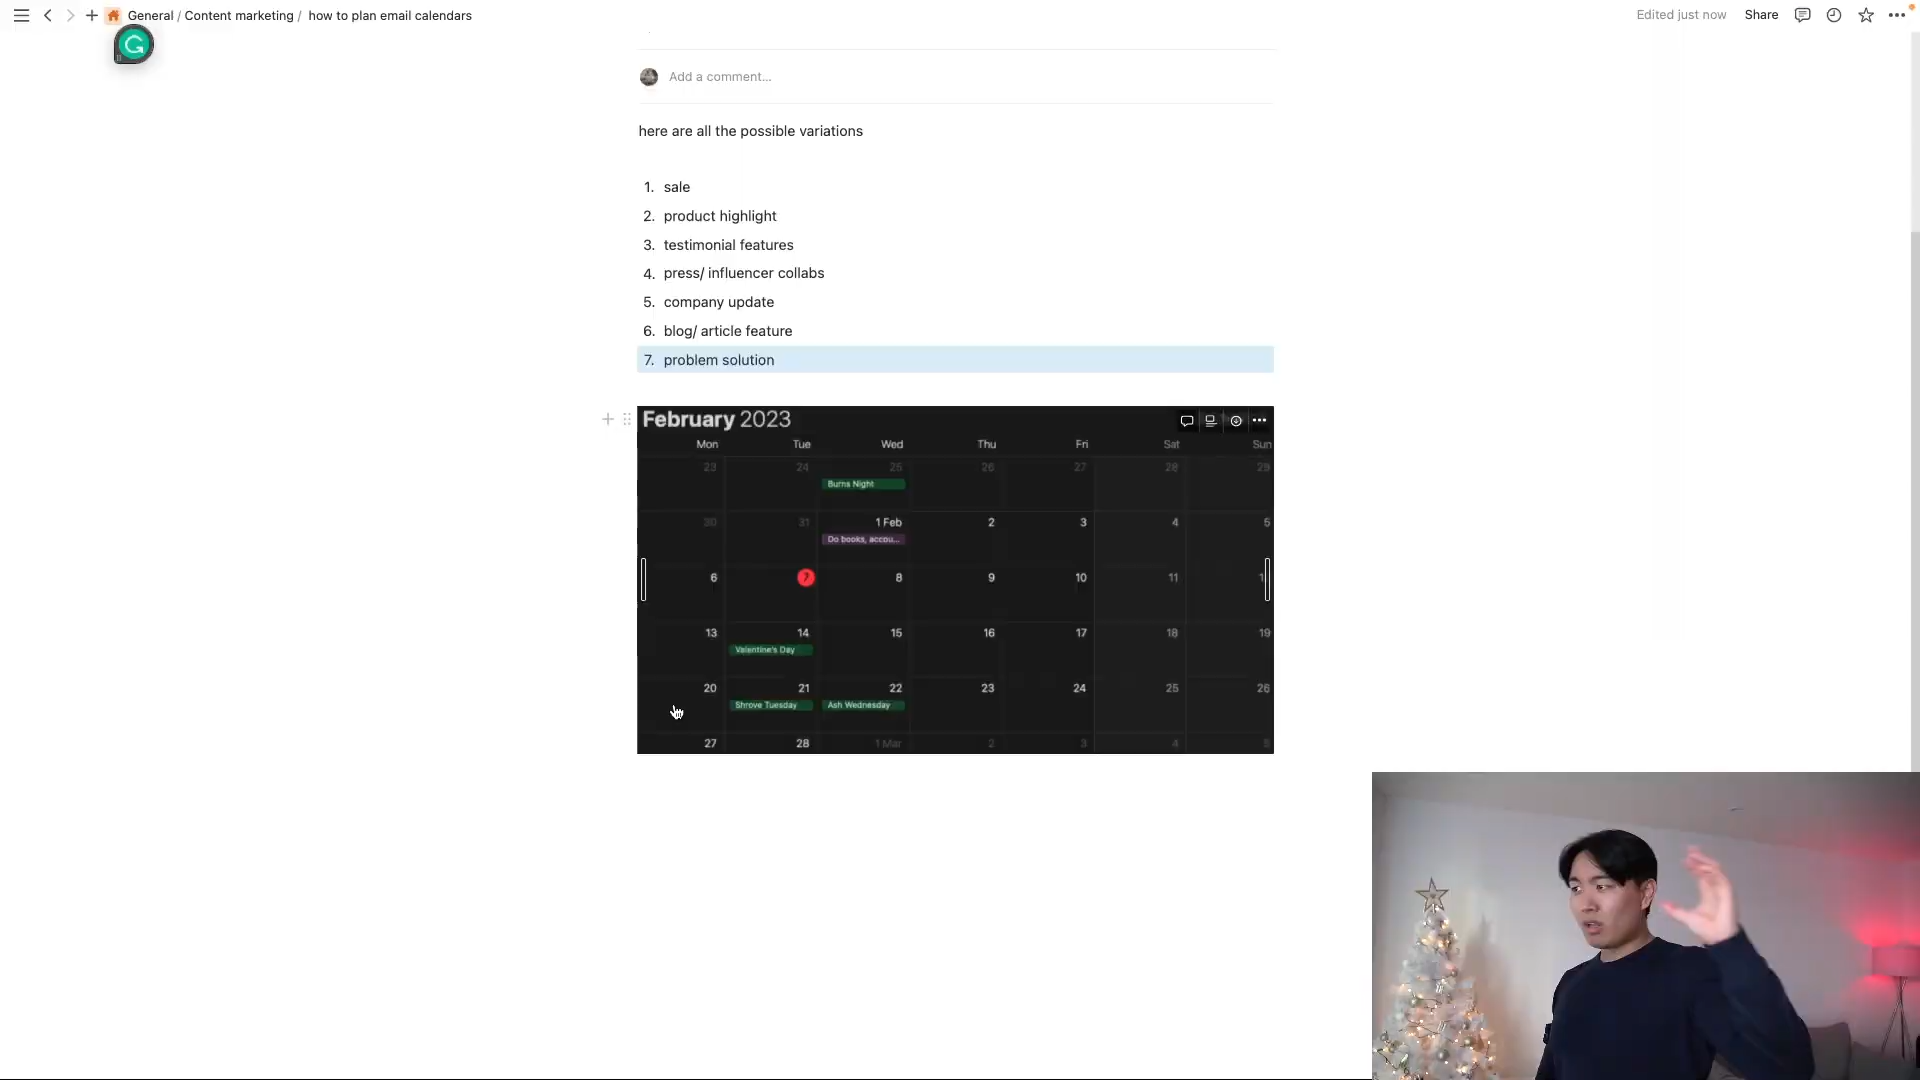 General / Content marketing / how to plan email calendars
Edited just now
Share
Add a comment...
here are all the possible variations
1. sale
2. product highlight
3. testimonial features
4. press/ influencer collabs
5. company update
6. blog/ article feature
7. problem solution
February 2023
Mon Tue Wed Thu Fri Sat Sun
23 24 25 26 27 28 29
Burns Night
30 31 1 Feb 2 3 4 5
Do books, accou...
6 7 8 9 10 11
13 14 15 16 17 18 19
Valentine's Day
20 21 22 23 24 25 26
Shrove Tuesday Ash Wednesday
27 28 1 Mar 2 3 4 5